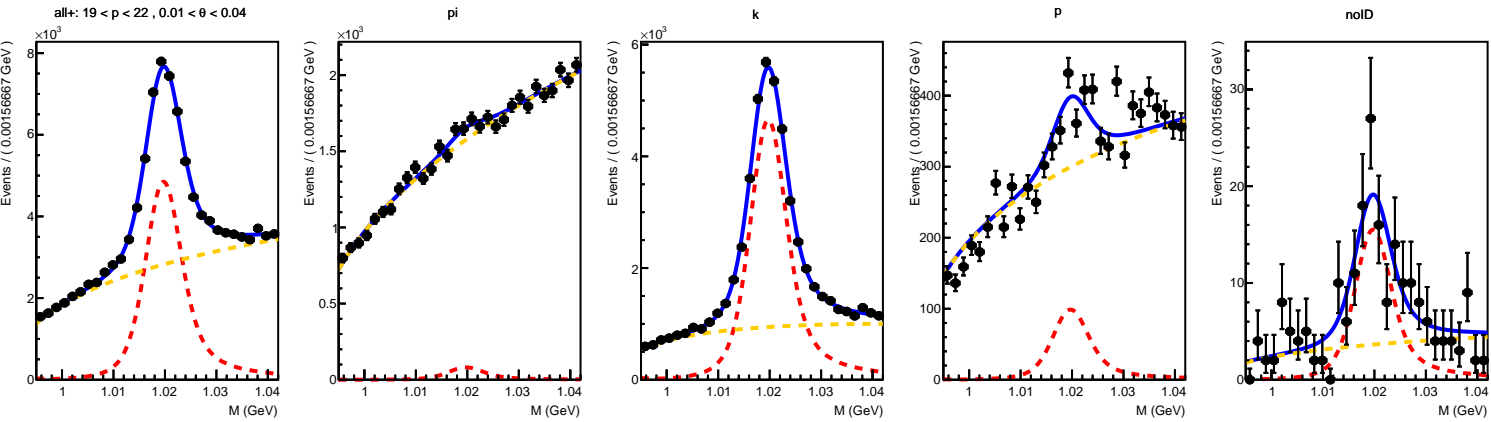 all+: 19 < p < 22 , 0.01 < θ < 0.04
×10³
Events / ( 0.00156667 GeV )
8
6
4
2
0
1 1.01 1.02 1.03 1.04
M (GeV)
pi
×10³
Events / ( 0.00156667 GeV )
2
1.5
1
0.5
0
1 1.01 1.02 1.03 1.04
M (GeV)
k
×10³
Events / ( 0.00156667 GeV )
6
4
2
0
1 1.01 1.02 1.03 1.04
M (GeV)
p
Events / ( 0.00156667 GeV )
400
300
200
100
0
1 1.01 1.02 1.03 1.04
M (GeV)
noID
Events / ( 0.00156667 GeV )
30
20
10
0
1 1.01 1.02 1.03 1.04
M (GeV)